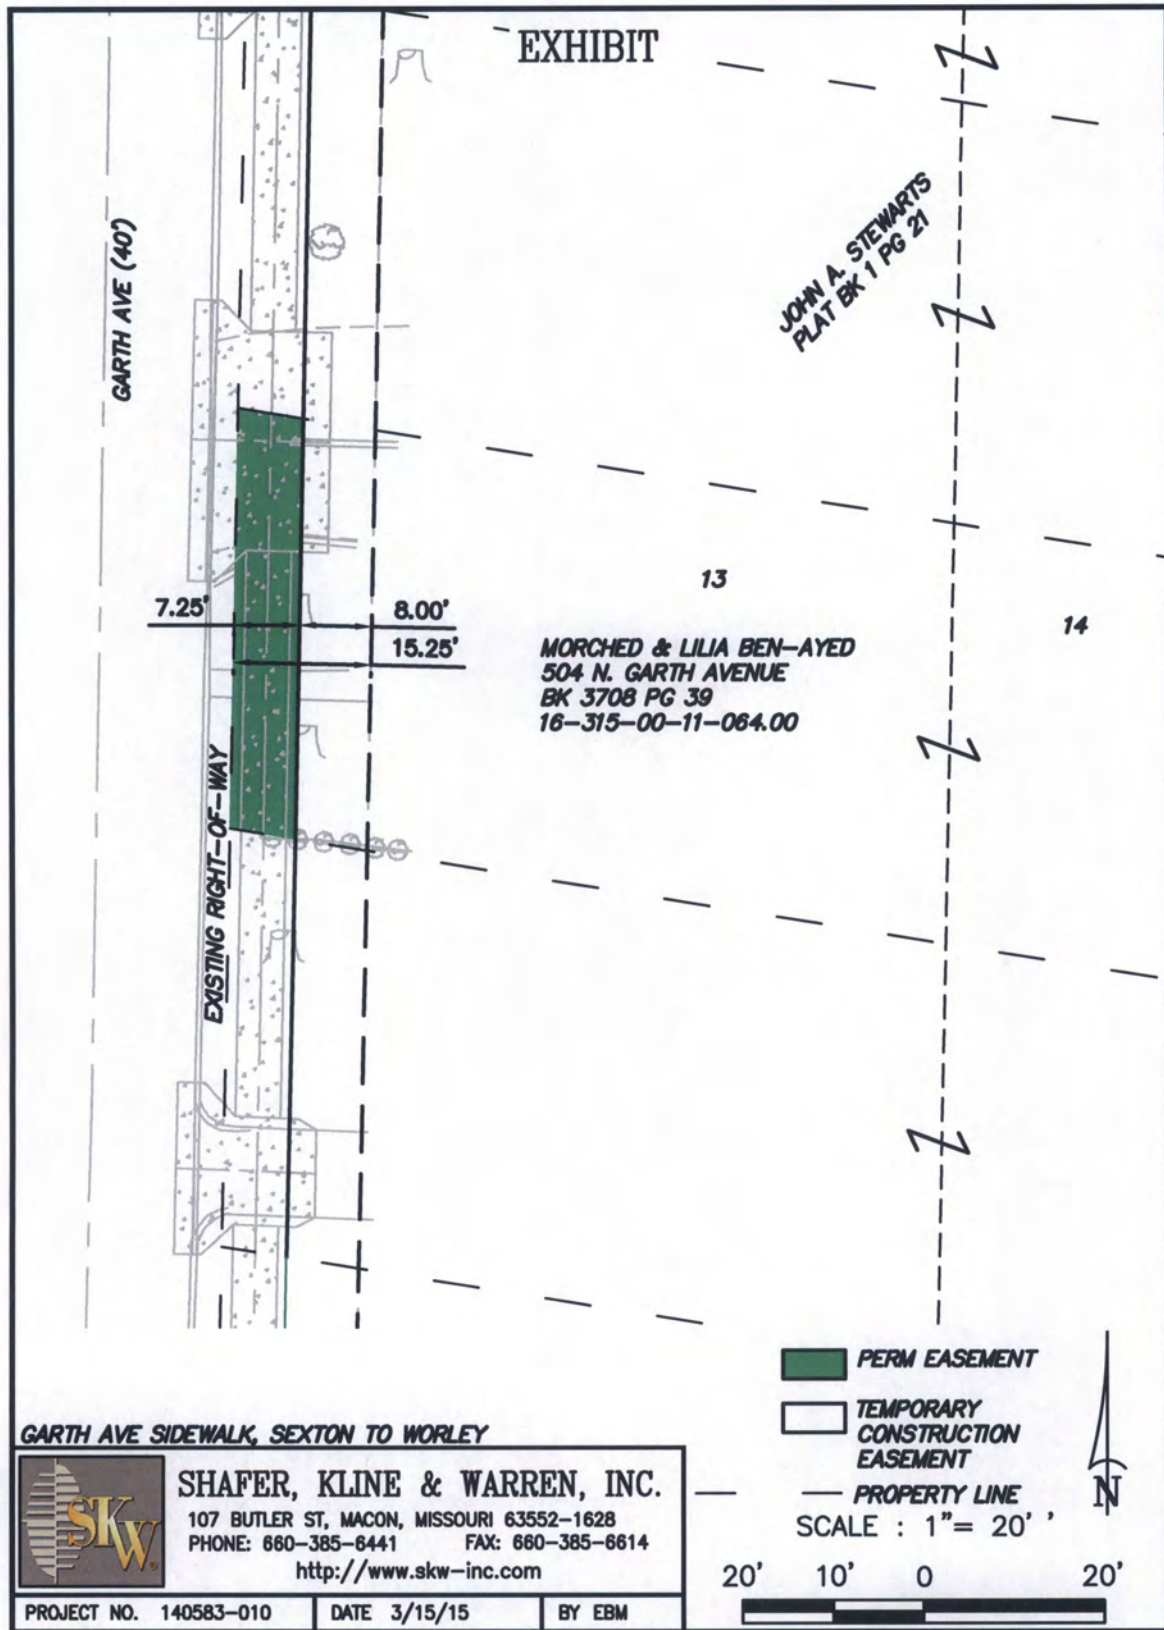 EXHIBIT
JOHN A. STEWARTS
PLAT BK 1 PG 21
GARTH AVE (40')
13
14
7.25'
8.00'
15.25'
MORCHED & LILIA BEN-AYED
504 N. GARTH AVENUE
BK 3708 PG 39
16-315-00-11-064.00
EXISTING RIGHT-OF-WAY
PERM EASEMENT
TEMPORARY
CONSTRUCTION
EASEMENT
PROPERTY LINE
N
SCALE : 1"= 20' '
20' 10' 0 20'
GARTH AVE SIDEWALK, SEXTON TO WORLEY
SKW
SHAFER, KLINE & WARREN, INC.
107 BUTLER ST, MACON, MISSOURI 63552-1628
PHONE: 660-385-6441 FAX: 660-385-6614
http://www.skw-inc.com
PROJECT NO. 140583-010 DATE 3/15/15 BY EBM